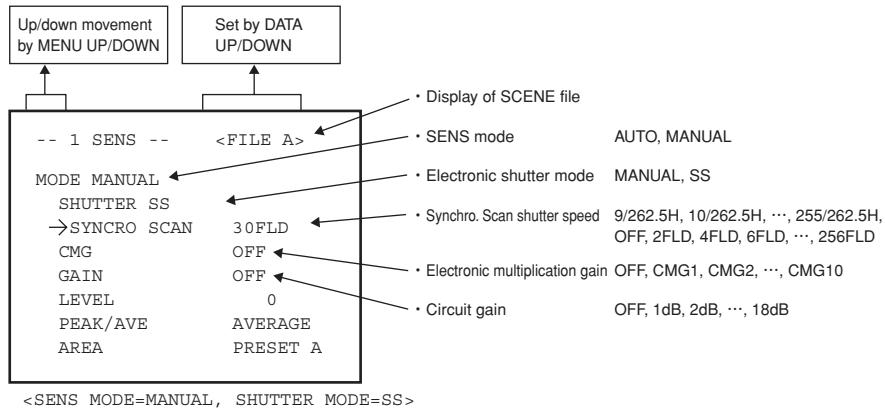 Up/down movement
by MENU UP/DOWN
Set by DATA
UP/DOWN
-- 1 SENS -- <FILE A>
MODE MANUAL
SHUTTER SS
→SYNCRO SCAN 30FLD
CMG OFF
GAIN OFF
LEVEL 0
PEAK/AVE AVERAGE
AREA PRESET A
・Display of SCENE file
・SENS mode AUTO, MANUAL
・Electronic shutter mode MANUAL, SS
・Synchro. Scan shutter speed 9/262.5H, 10/262.5H, ⋯, 255/262.5H,
OFF, 2FLD, 4FLD, 6FLD, ⋯, 256FLD
・Electronic multiplication gain OFF, CMG1, CMG2, ⋯, CMG10
・Circuit gain OFF, 1dB, 2dB, ⋯, 18dB
<SENS MODE=MANUAL, SHUTTER MODE=SS>